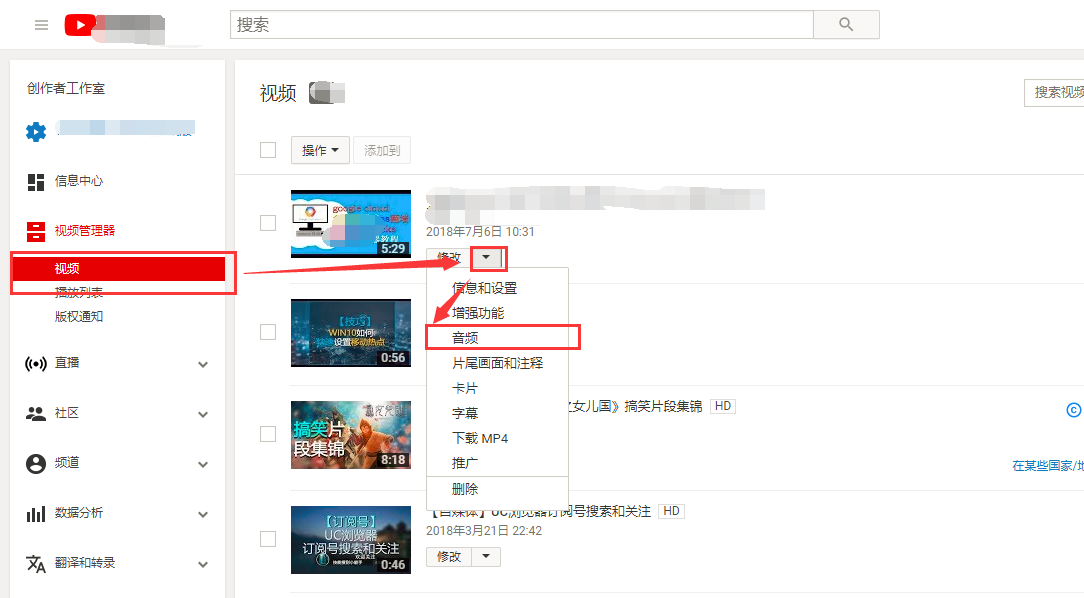 搜索
创作者工作室
信息中心
视频管理器
视频
播放列表
版权通知
直播
社区
频道
数据分析
翻译和转录
视频
搜索视频
操作
添加到
google cloud
5:29
2018年7月6日 10:31
修改
信息和设置
增强功能
音频
片尾画面和注释
卡片
字幕
下载 MP4
推广
删除
【技巧】
WIN10如何
快速设置移动热点
0:56
搞笑片
段集锦
8:18
女儿国》搞笑片段集锦 HD
在某些国家/地
【订阅号】
UC浏览器
订阅号搜索和关注
欢迎关注
0:46
【自媒体】UC浏览器订阅号搜索和关注 HD
2018年3月21日 22:42
修改